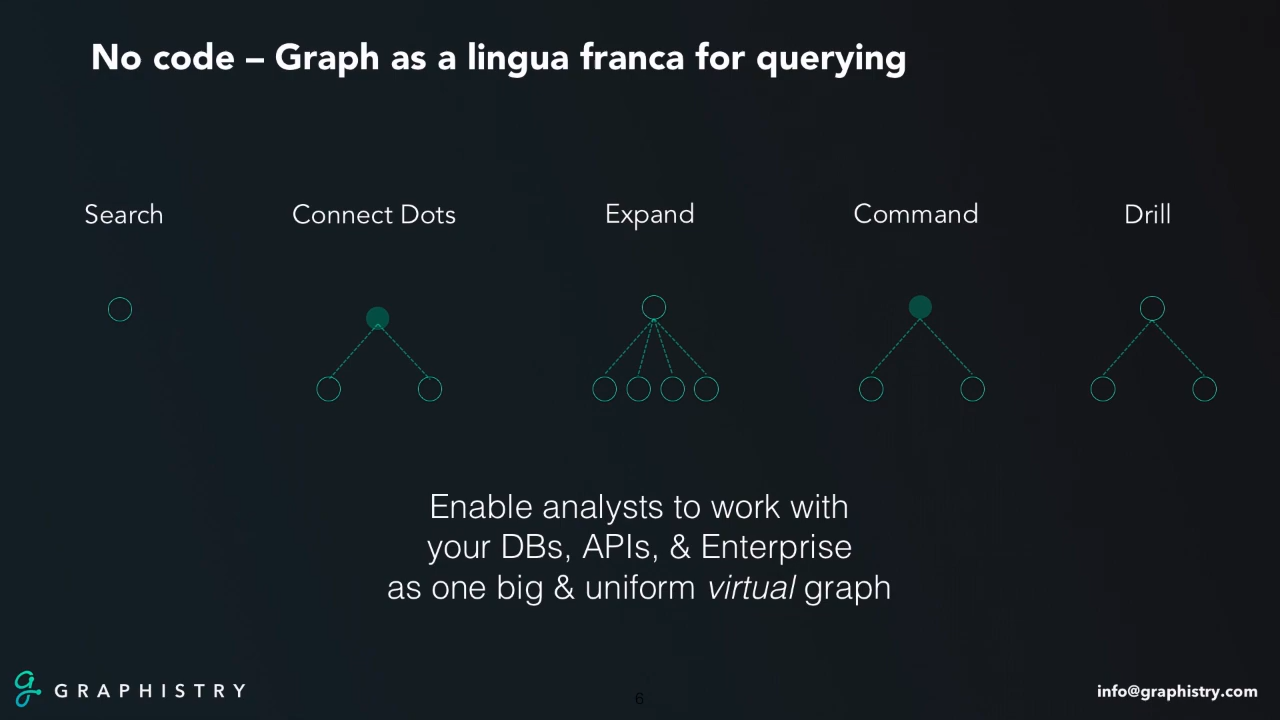 No code – Graph as a lingua franca for querying
Search
Connect Dots
Expand
Command
Drill
Enable analysts to work with
your DBs, APIs, & Enterprise
as one big & uniform virtual graph
GRAPHISTRY
6
info@graphistry.com